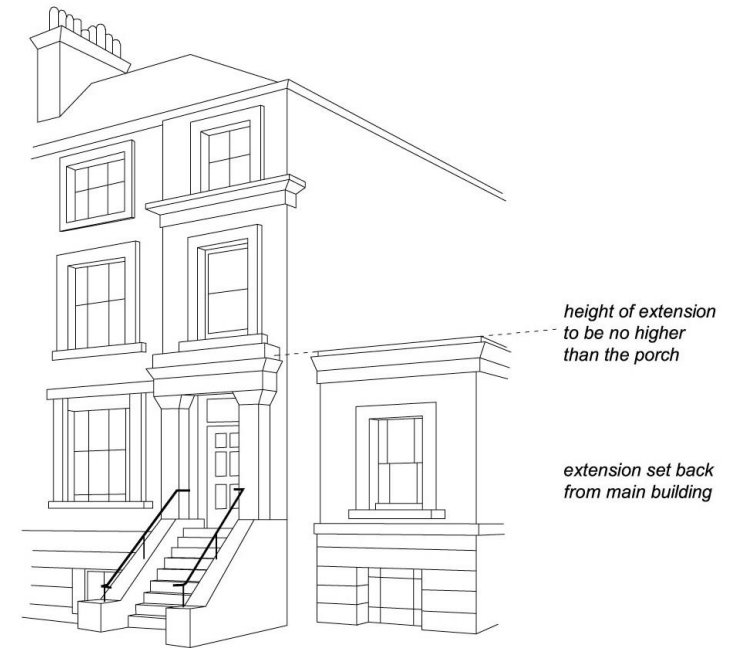 height of extension
to be no higher
than the porch
extension set back
from main building